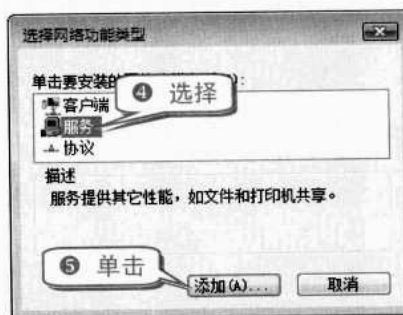 选择网络功能类型
单击要安装的
):
❹ 选择
客户端
服务
协议
描述
服务提供其它性能，如文件和打印机共享。
❺ 单击
添加(A)...
取消